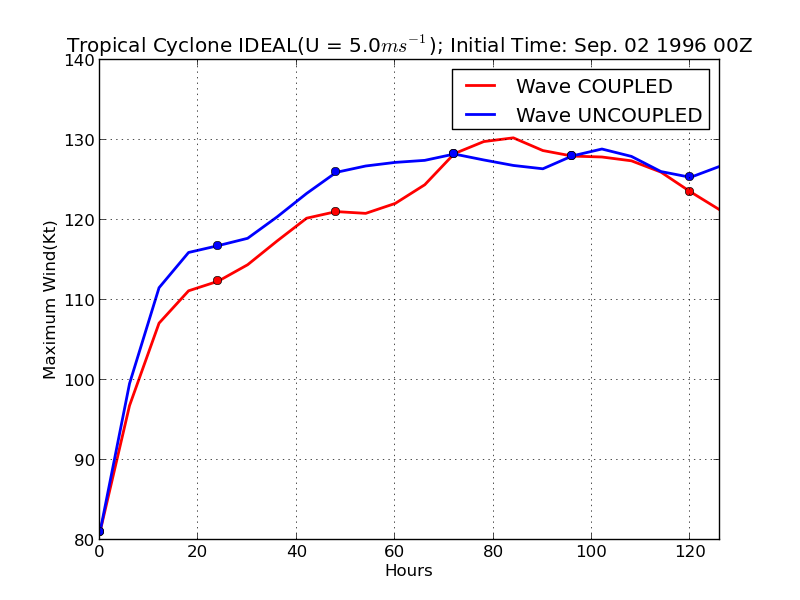 Tropical Cyclone IDEAL(U = 5.0ms⁻¹); Initial Time: Sep. 02 1996 00Z
Wave COUPLED
Wave UNCOUPLED
Maximum Wind(Kt)
140
130
120
110
100
90
80
0 20 40 60 80 100 120
Hours